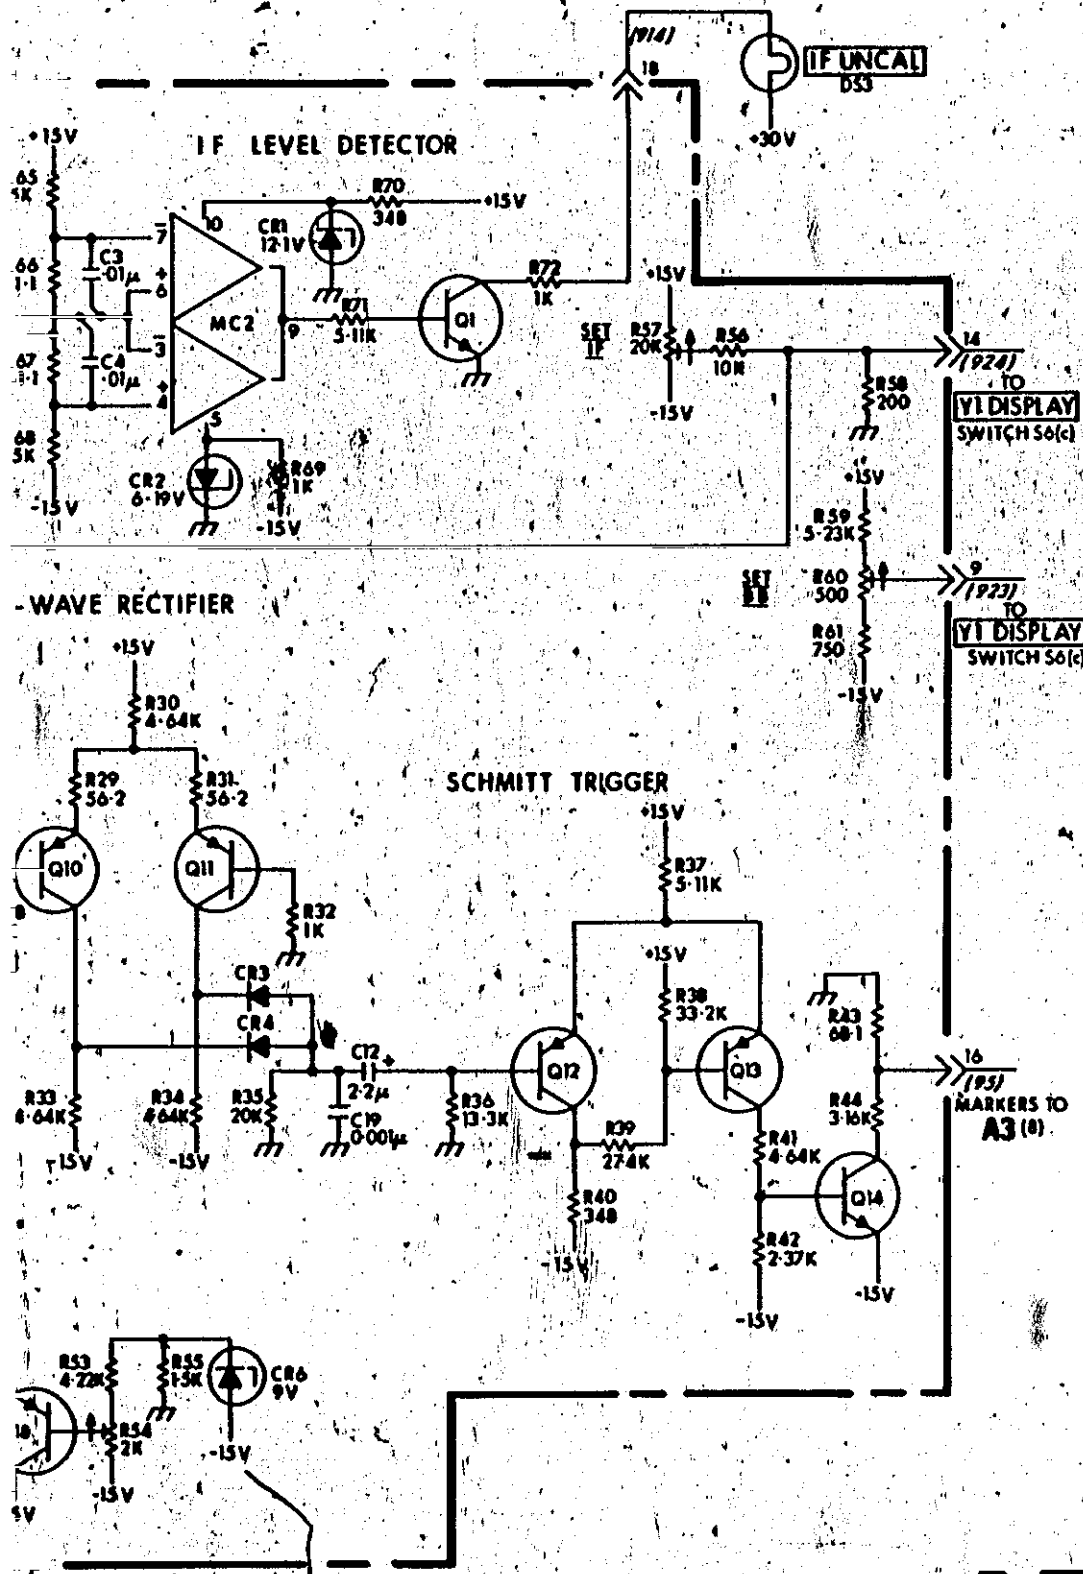 (914)
18
IF UNCAL
DS3
+30V
+15V
IF LEVEL DETECTOR
65
5K
10
CR1
12·1V
R70
348
+15V
7
C3
·01μ
66
1·1
+
6
MC2
9
R71
5·11K
Q1
R72
1K
+15V
SET
IF
R57
20K
R56
10K
14
(924)
TO
Y1 DISPLAY
SWITCH S6(c)
3
C4
·01μ
67
1·1
+
4
5
-15V
R58
200
68
5K
CR2
6·19V
R69
1K
-15V
-15V
+15V
R59
5·23K
SET
BB
R60
500
9
(923)
TO
Y1 DISPLAY
SWITCH S6(c)
R61
750
-15V
-WAVE RECTIFIER
+15V
R30
4·64K
R29
56·2
R31
56·2
SCHMITT TRIGGER
+15V
Q10
Q11
R37
5·11K
8
R32
1K
+15V
CR3
R38
33·2K
R43
68·1
CR4
C12
+
2·2μ
Q12
Q13
16
(95)
MARKERS TO
A3 (8)
R33
4·64K
R34
4·64K
R35
20K
C19
0·001μ
R36
13·3K
R39
27·4K
R41
4·64K
R44
3·16K
-15V
-15V
R40
348
Q14
-15V
R42
2·37K
-15V
-15V
R53
4·22K
R55
1·5K
CR6
9V
18
R54
2K
-15V
-15V
5V